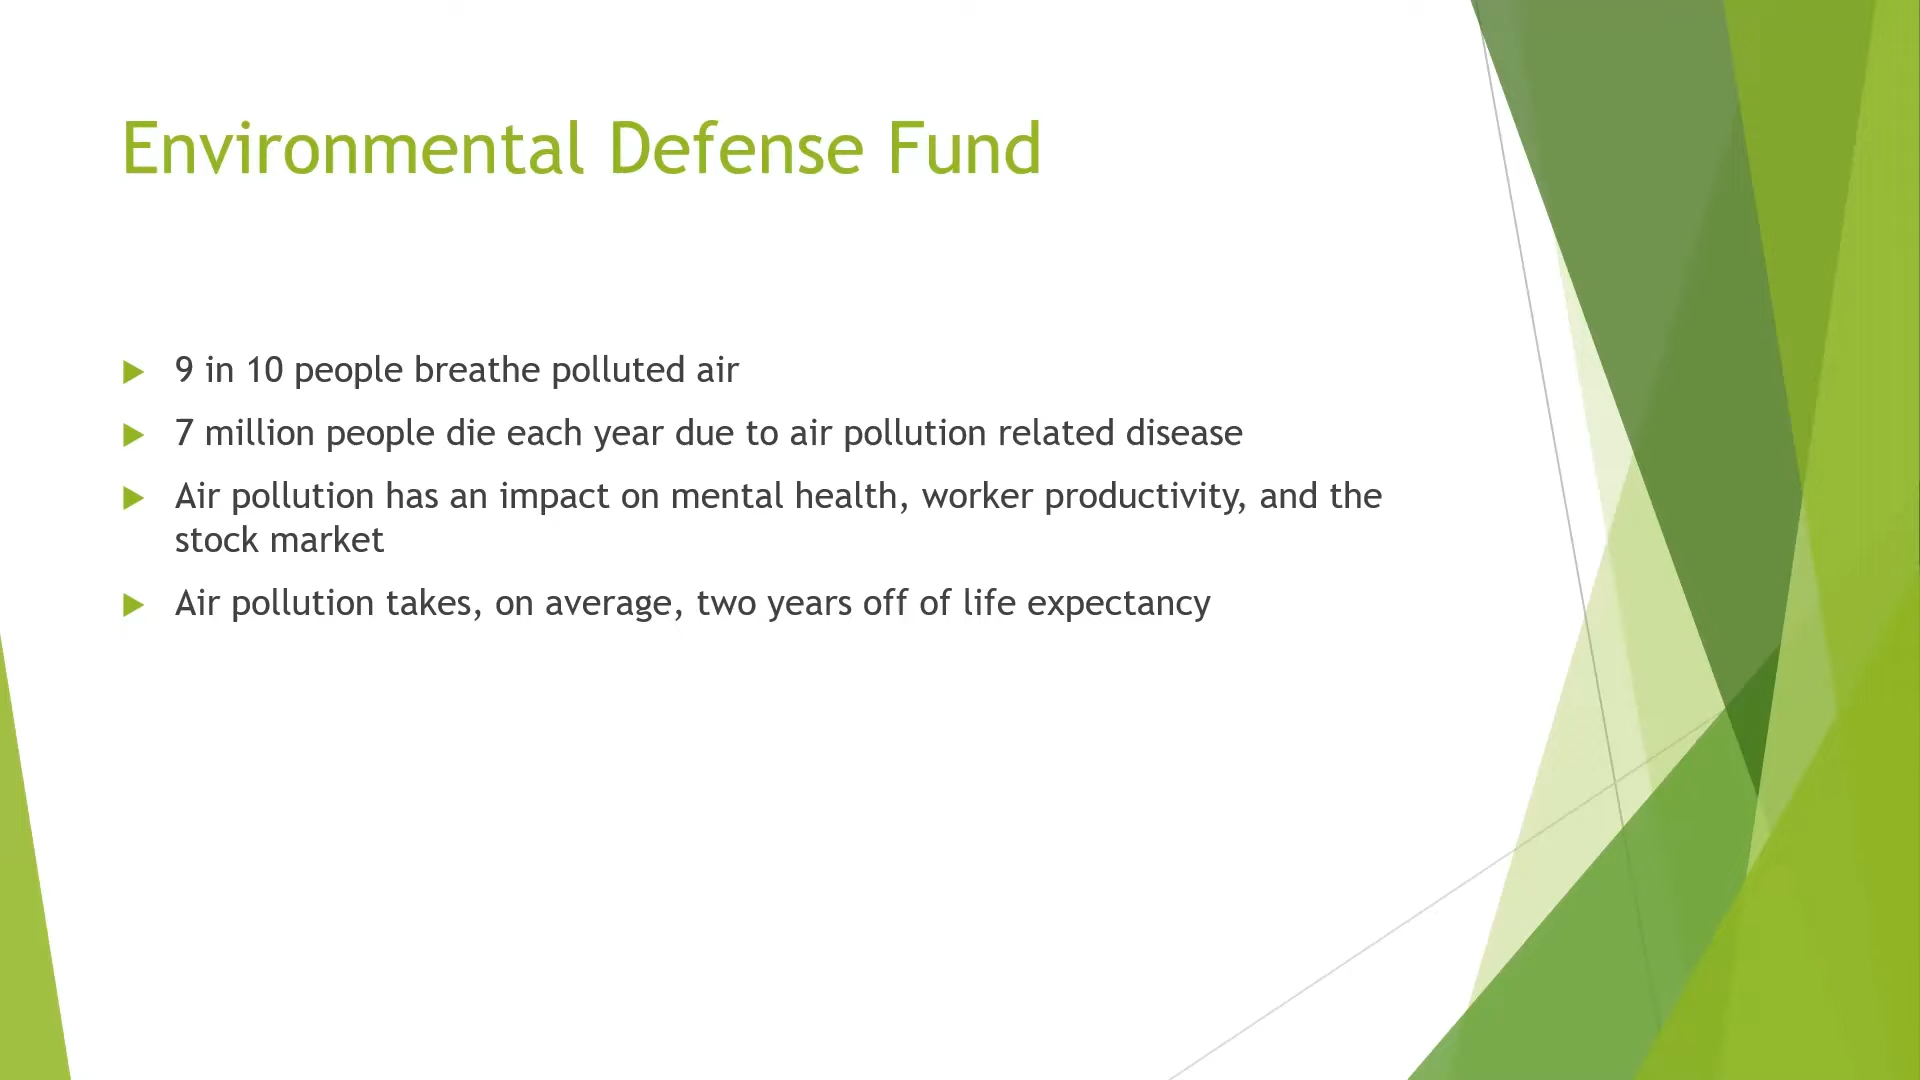 Environmental Defense Fund
9 in 10 people breathe polluted air
7 million people die each year due to air pollution related disease
Air pollution has an impact on mental health, worker productivity, and the
stock market
Air pollution takes, on average, two years off of life expectancy